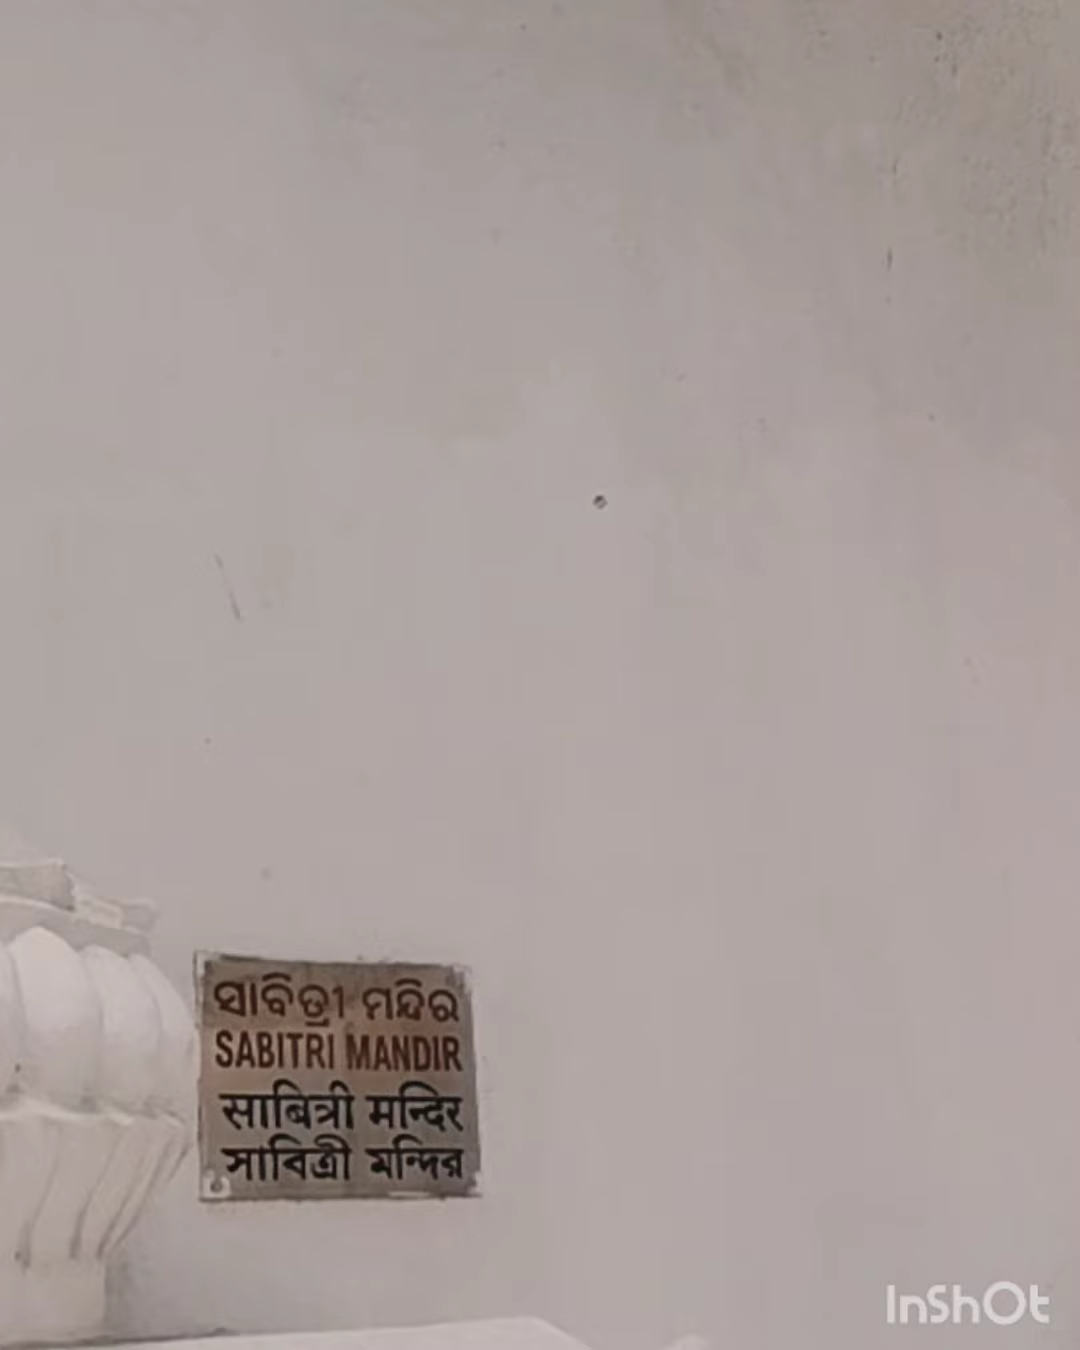 ସାବିତ୍ରୀ ମନ୍ଦିର
SABITRI MANDIR
साबित्री मन्दिर
সাবিত্রী মন্দির
InShOt